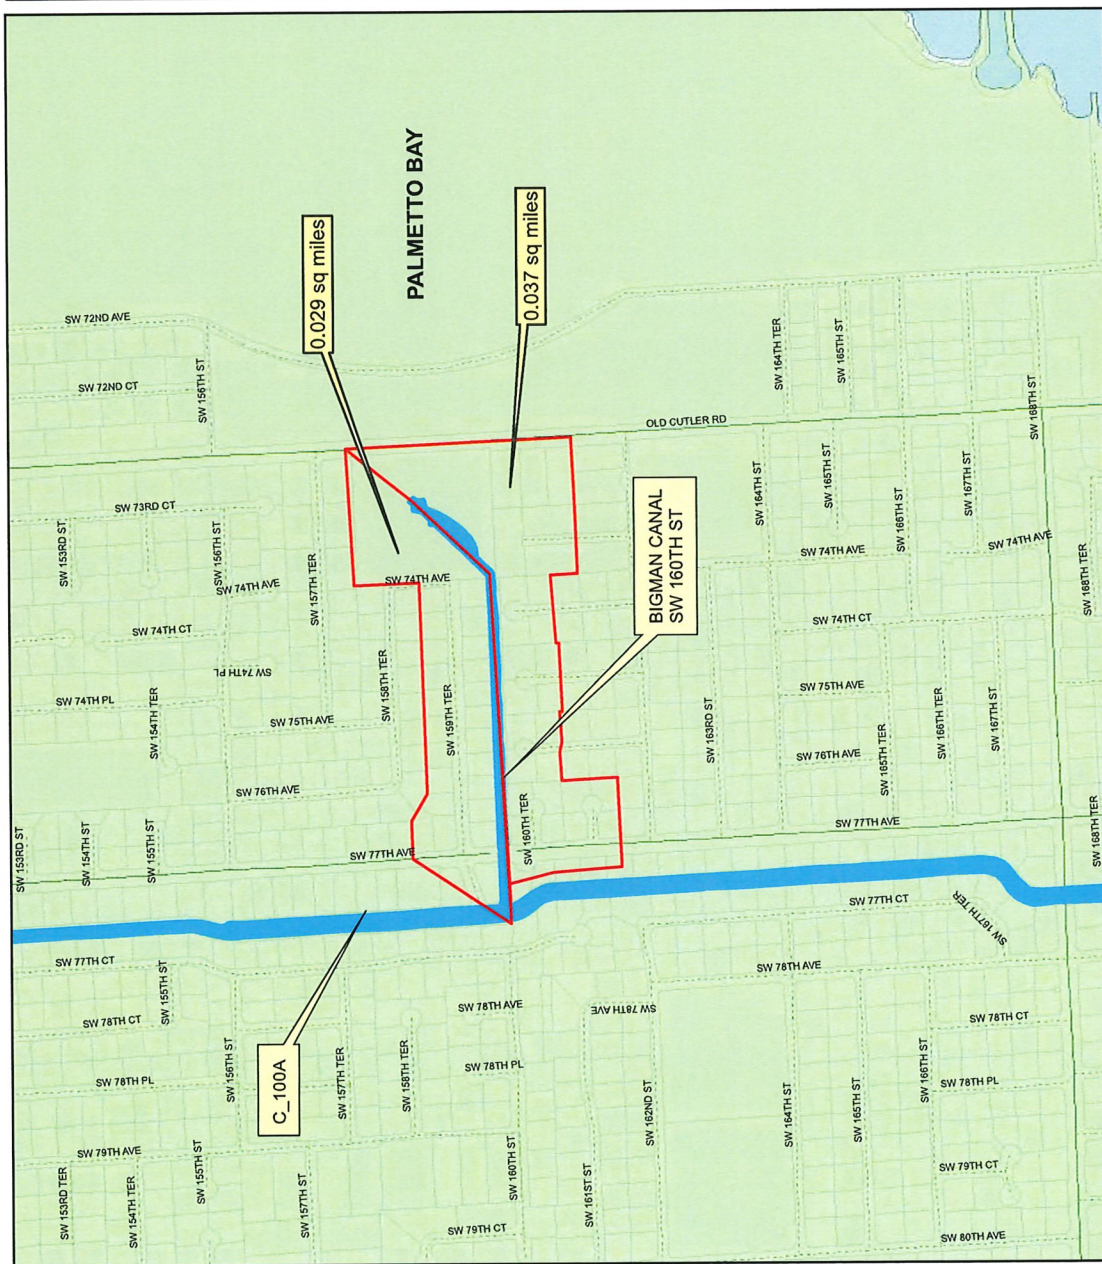 SW 72ND AVE
SW 72ND CT
SW 156TH ST
0.029 sq miles
PALMETTO BAY
0.037 sq miles
SW 164TH TER
SW 165TH ST
SW 168TH ST
OLD CUTLER RD
SW 153RD ST
SW 73RD CT
SW 156TH ST
SW 74TH AVE
SW 157TH TER
SW 74TH CT
SW 74TH PL
SW 74TH PL
SW 154TH TER
SW 75TH AVE
SW 76TH AVE
SW 158TH TER
SW 74TH AVE
SW 159TH TER
BIGMAN CANAL
SW 160TH ST
SW 164TH ST
SW 165TH ST
SW 166TH ST
SW 167TH ST
SW 74TH AVE
SW 74TH AVE
SW 168TH TER
SW 74TH CT
SW 163RD ST
SW 75TH AVE
SW 76TH AVE
SW 165TH TER
SW 166TH TER
SW 167TH ST
SW 153RD ST
SW 154TH ST
SW 155TH ST
SW 77TH AVE
SW 160TH TER
SW 77TH AVE
SW 168TH TER
SW 77TH CT
SW 155TH ST
SW 78TH CT
SW 156TH ST
SW 78TH PL
C_100A
SW 157TH TER
SW 158TH TER
SW 78TH AVE
SW 78TH PL
SW 77TH CT
SW 167TH TER
SW 78TH AVE
SW 78TH AVE
SW 78TH CT
SW 166TH ST
SW 78TH PL
SW 162ND ST
SW 164TH ST
SW 165TH ST
SW 79TH AVE
SW 153RD TER
SW 154TH TER
SW 155TH ST
SW 157TH ST
SW 160TH ST
SW 161ST ST
SW 79TH CT
SW 79TH CT
SW 80TH AVE